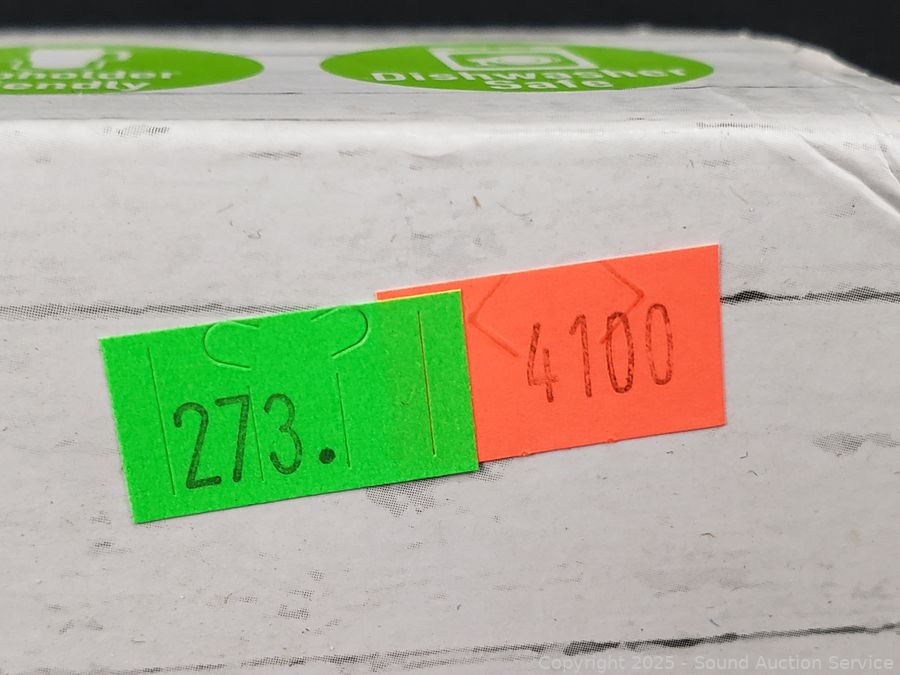 Dishwasher
Safe
273.
4100
Copyright 2025 - Sound Auction Service